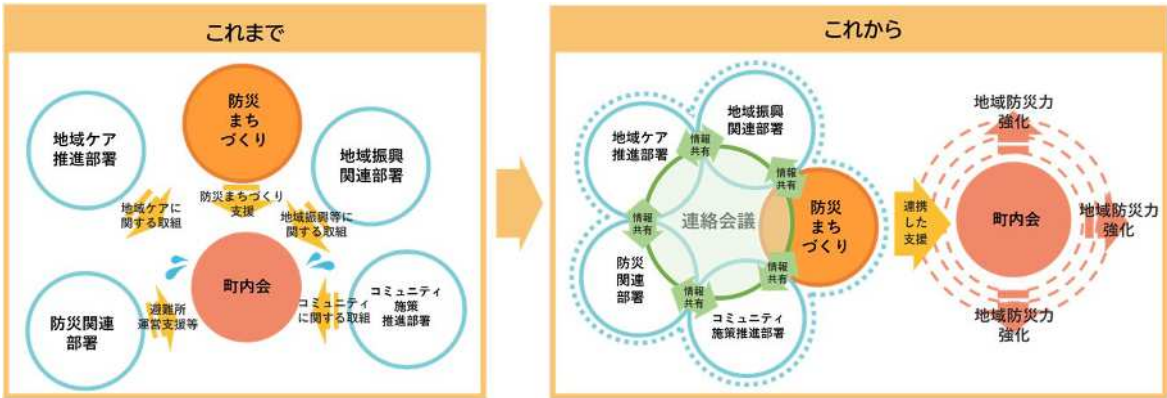 これまで
防災
まち
づくり
地域ケア
推進部署
地域振興
関連部署
防災まちづくり
支援
地域ケアに
関する取組
地域振興等に
関する取組
町内会
防災関連
部署
避難所
運営支援等
コミュニティ
に関する取組
コミュニティ
施策
推進部署
これから
地域振興
関連部署
地域ケア
推進部署
情報
共有
情報
共有
情報
共有
連絡会議
防災
まち
づくり
防災
関連
部署
情報
共有
情報
共有
コミュニティ
施策推進部署
連携
した
支援
地域防災力
強化
町内会
地域防災力
強化
地域防災力
強化